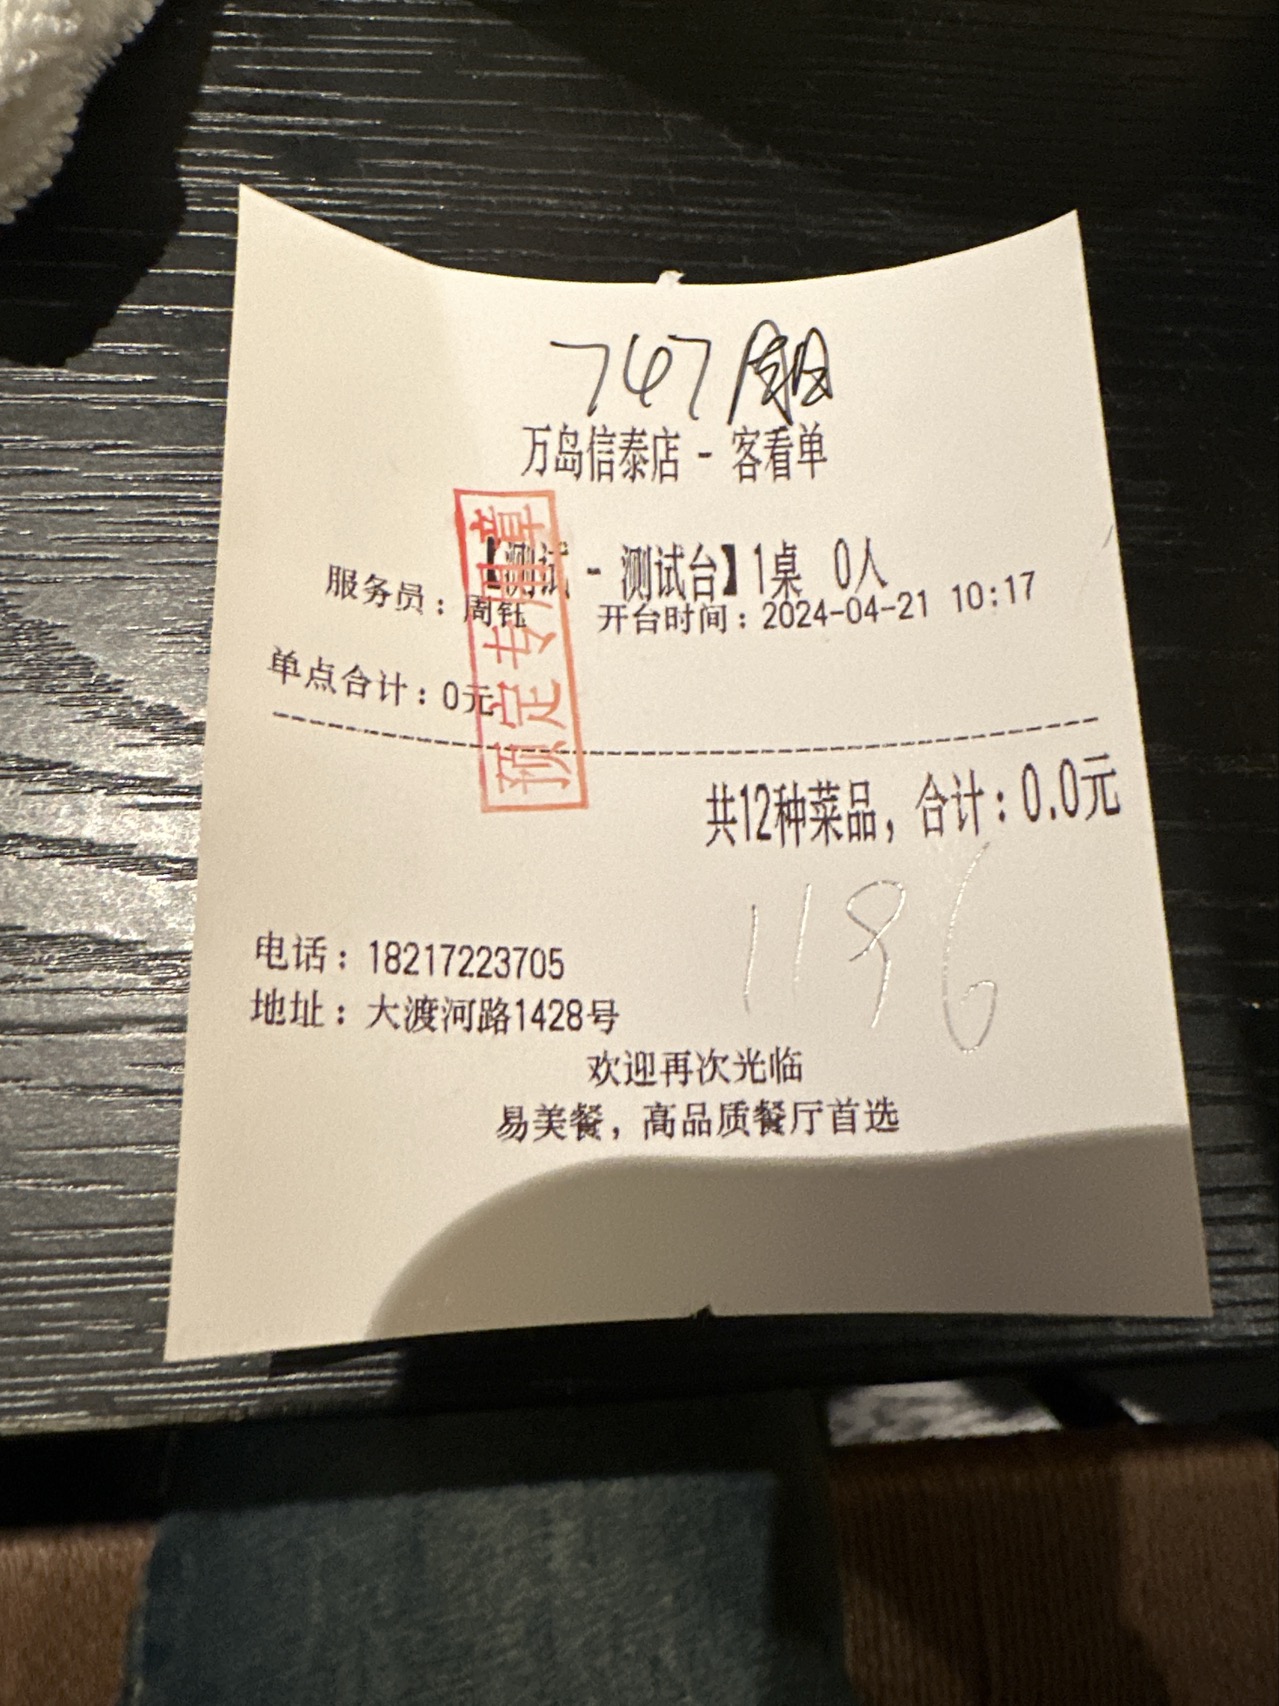 747
万岛信泰店 - 客看单
【测试 - 测试台】1桌 0人
服务员：周钰 开台时间：2024-04-21 10:17
单点合计：0元
预定专用章
共12种菜品，合计：0.0元
1196
电话：18217223705
地址：大渡河路1428号
欢迎再次光临
易美餐，高品质餐厅首选